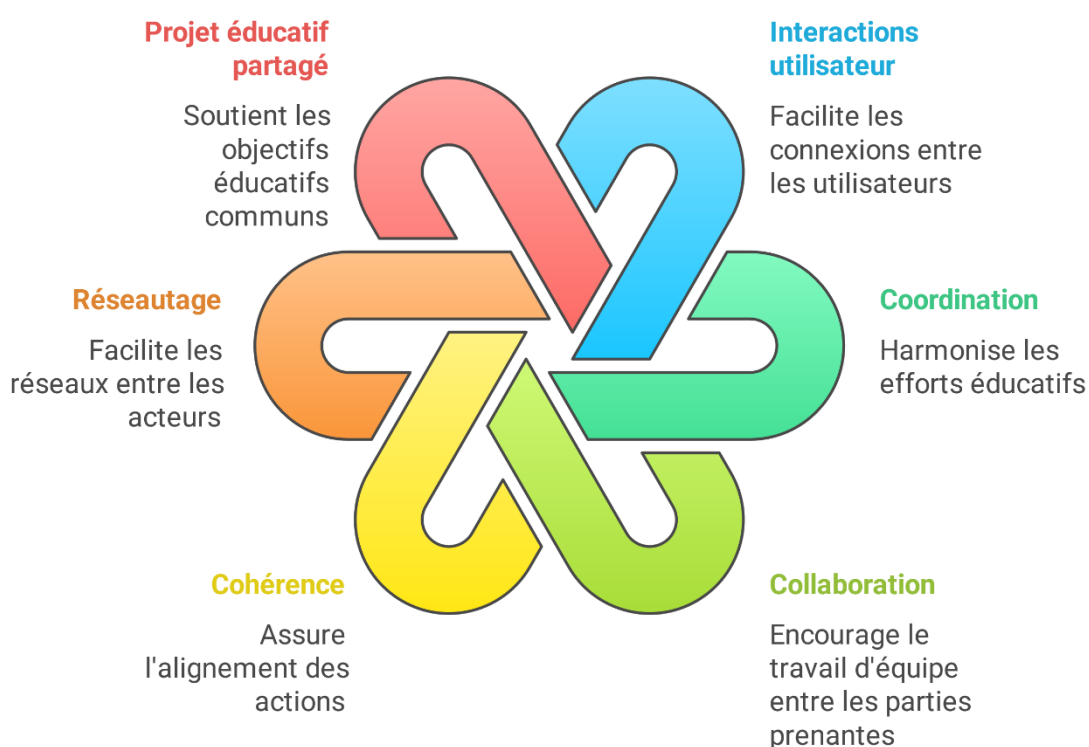 Projet éducatif
partagé
Soutient les
objectifs
éducatifs
communs
Interactions
utilisateur
Facilite les
connexions entre
les utilisateurs
Réseautage
Facilite les
réseaux entre les
acteurs
Coordination
Harmonise les
efforts éducatifs
Cohérence
Assure
l'alignement des
actions
Collaboration
Encourage le
travail d'équipe
entre les parties
prenantes